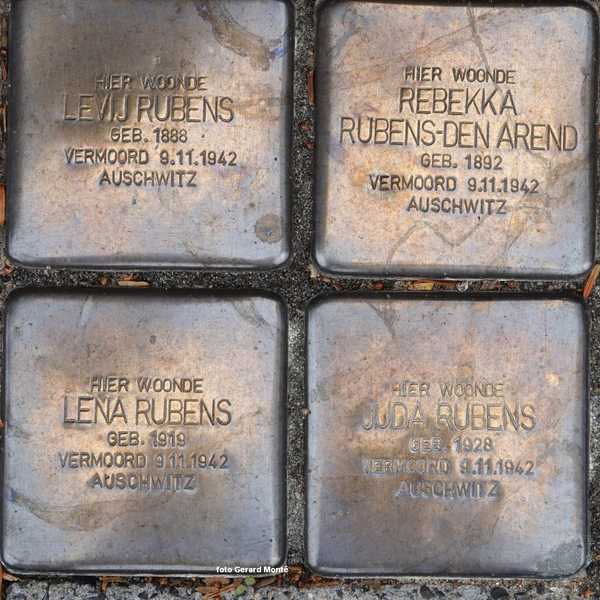 HIER WOONDE
LEVIJ RUBENS
GEB. 1888
VERMOORD 9.11.1942
AUSCHWITZ
HIER WOONDE
REBEKKA
RUBENS-DEN AREND
GEB. 1892
VERMOORD 9.11.1942
AUSCHWITZ
HIER WOONDE
LENA RUBENS
GEB. 1919
VERMOORD 9.11.1942
AUSCHWITZ
HIER WOONDE
JUDA RUBENS
GEB. 1928
VERMOORD 9.11.1942
AUSCHWITZ
foto Gerard Monté